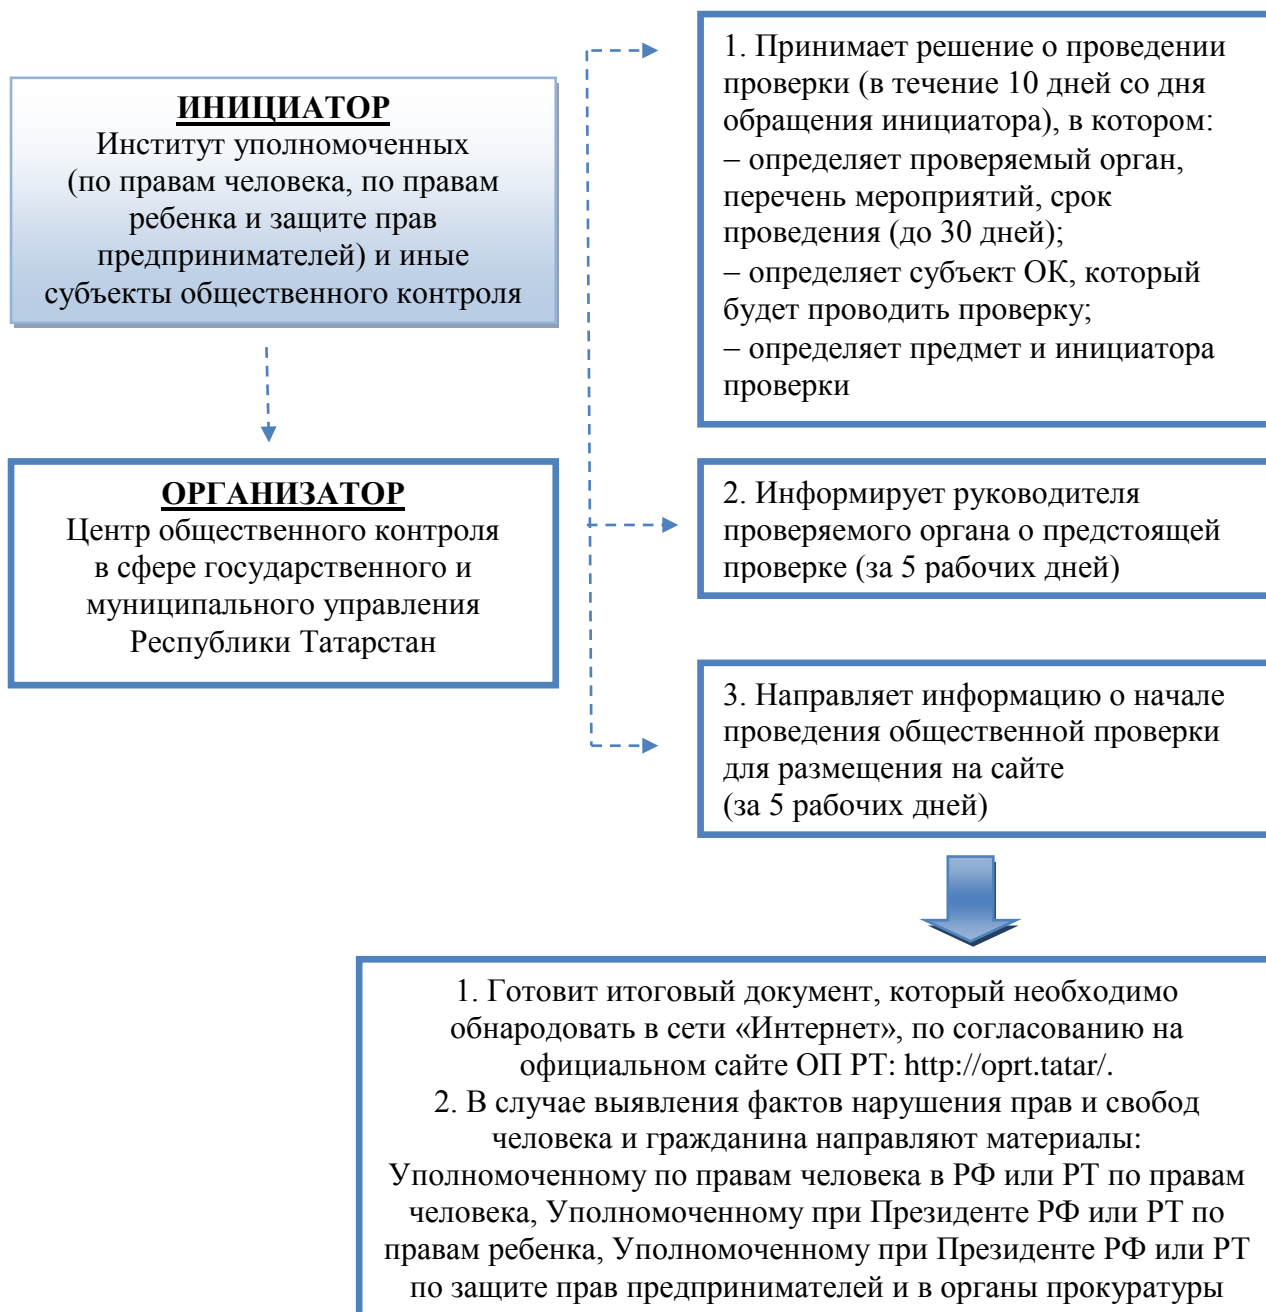 ИНИЦИАТОР
Институт уполномоченных
(по правам человека, по правам
ребенка и защите прав
предпринимателей) и иные
субъекты общественного контроля
ОРГАНИЗАТОР
Центр общественного контроля
в сфере государственного и
муниципального управления
Республики Татарстан
1. Принимает решение о проведении
проверки (в течение 10 дней со дня
обращения инициатора), в котором:
– определяет проверяемый орган,
перечень мероприятий, срок
проведения (до 30 дней);
– определяет субъект ОК, который
будет проводить проверку;
– определяет предмет и инициатора
проверки
2. Информирует руководителя
проверяемого органа о предстоящей
проверке (за 5 рабочих дней)
3. Направляет информацию о начале
проведения общественной проверки
для размещения на сайте
(за 5 рабочих дней)
1. Готовит итоговый документ, который необходимо
обнародовать в сети «Интернет», по согласованию на
официальном сайте ОП РТ: http://oprt.tatar/.
2. В случае выявления фактов нарушения прав и свобод
человека и гражданина направляют материалы:
Уполномоченному по правам человека в РФ или РТ по правам
человека, Уполномоченному при Президенте РФ или РТ по
правам ребенка, Уполномоченному при Президенте РФ или РТ
по защите прав предпринимателей и в органы прокуратуры